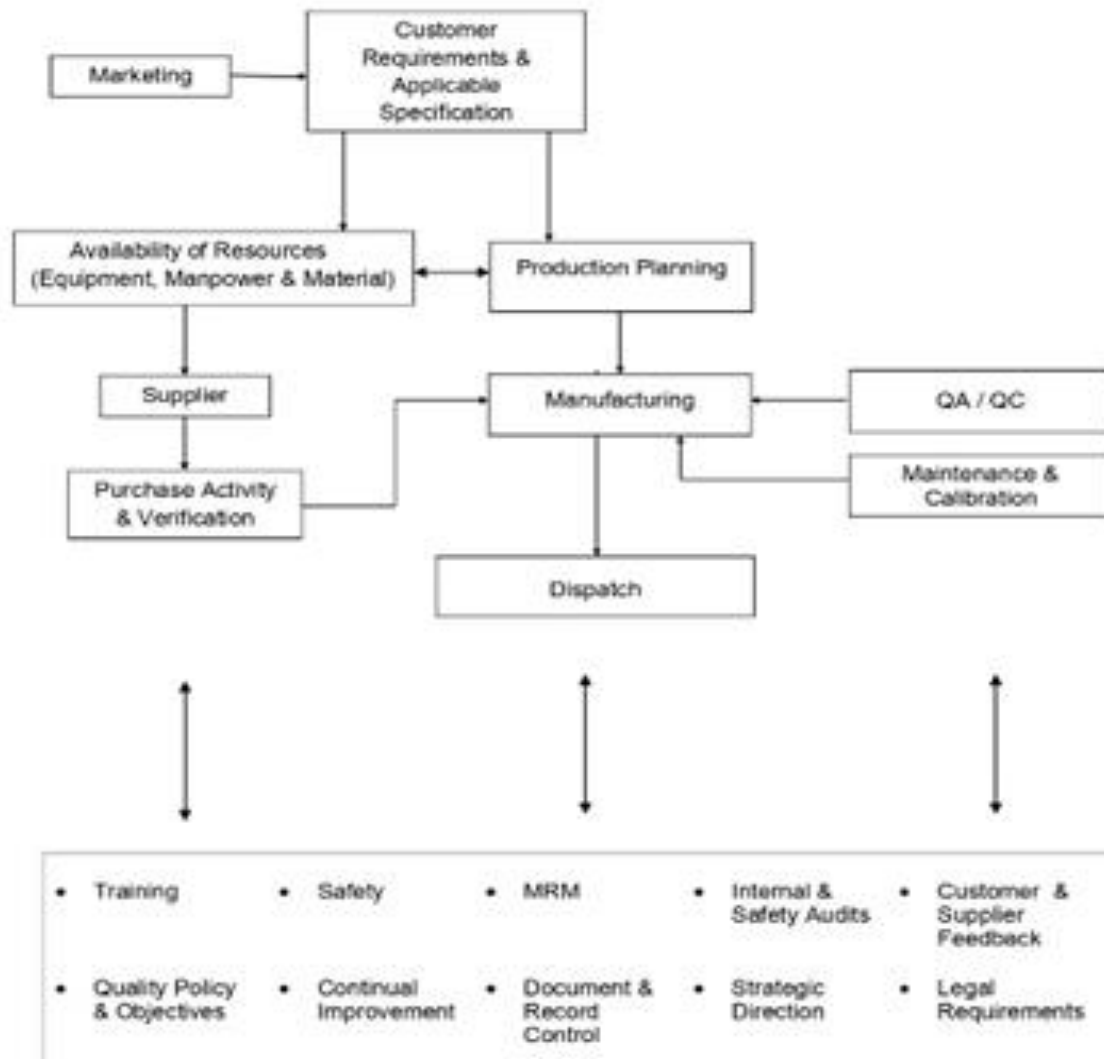 Customer
Requirements &
Applicable
Specification
Marketing
Availability of Resources
(Equipment, Manpower & Material)
Production Planning
Supplier
Manufacturing
QA / QC
Purchase Activity
& Verification
Maintenance &
Calibration
Dispatch
• Training
• Safety
• MRM
• Internal &
Safety Audits
• Customer &
Supplier
Feedback
• Quality Policy
& Objectives
• Continual
Improvement
• Document &
Record
Control
• Strategic
Direction
• Legal
Requirements